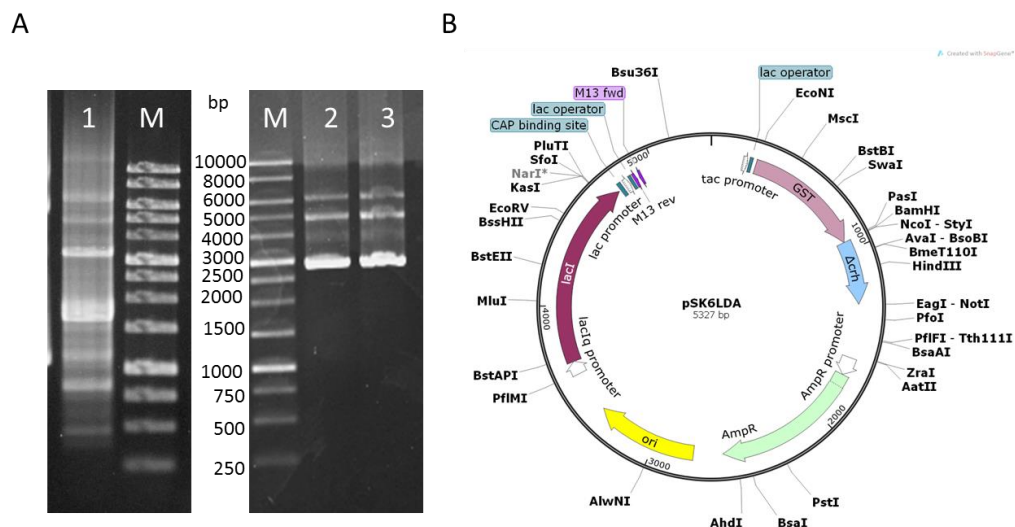 A
1
M
bp
10000
8000
6000
5000
4000
3000
2500
2000
1500
1000
750
500
250
M
2
3
B
Created with SnapGene®
Bsu36I
lac operator
M13 fwd
EcoNI
lac operator
CAP binding site
MscI
PluTI
SfoI
NarI*
KasI
5000
BstBI
SwaI
tac promoter
GST
M13 rev
lac promoter
EcoRV
BssHII
PasI
BamHI
NcoI - StyI
1000
AvaI - BsoBI
BmeT110I
HindIII
Δcrh
BstEII
lacI
MluI
4000
pSK6LDA
5327 bp
EagI - NotI
PfoI
lacIq promoter
AmpR promoter
PflFI - Tth111I
BsaAI
BstAPI
ZraI
AatII
PflMI
2000
AmpR
ori
3000
AlwNI
PstI
BsaI
AhdI